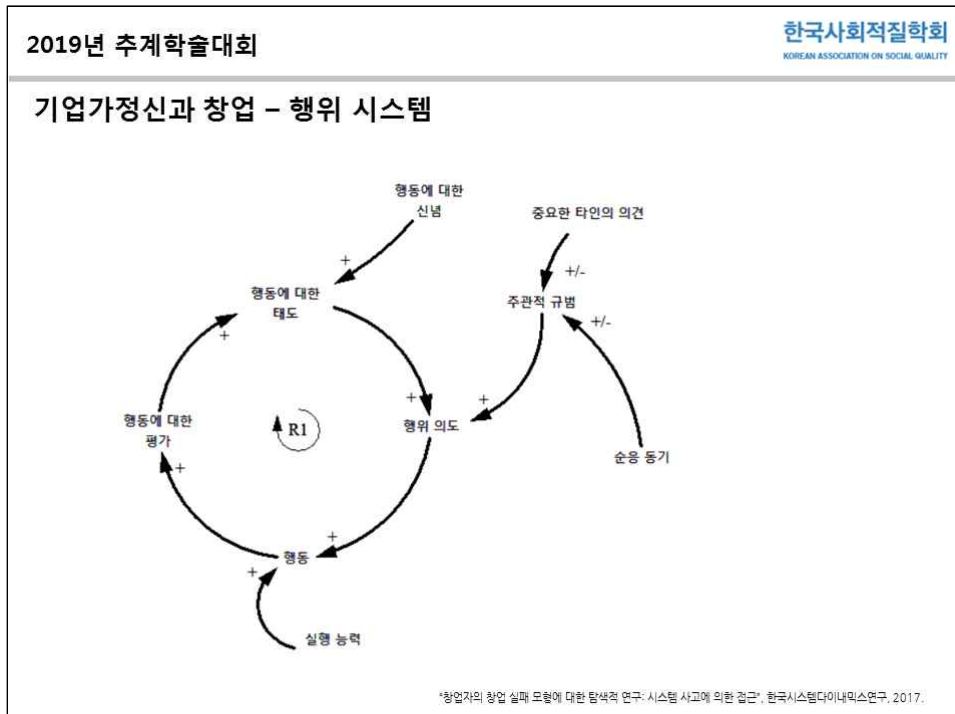 2019년 추계학술대회
한국사회적질학회
KOREAN ASSOCIATION ON SOCIAL QUALITY
기업가정신과 창업 – 행위 시스템
행동에 대한
신념
중요한 타인의 의견
+
+/-
행동에 대한
태도
주관적 규범
+
+/-
+
+
행동에 대한
평가
R1
행위 의도
+
순응 동기
+
행동
+
실행 능력
"창업자의 창업 실패 모형에 대한 탐색적 연구: 시스템 사고에 의한 접근", 한국시스템다이내믹스연구, 2017.